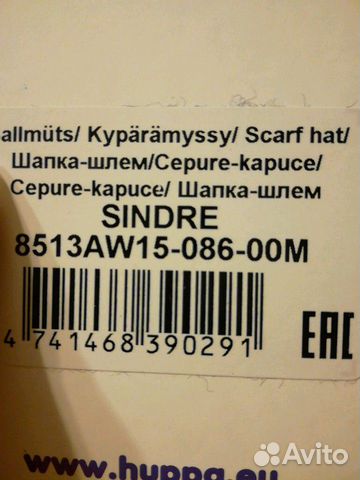 allmüts/ Kypärämyssy/ Scarf hat/
Шапка-шлем/Cepure-kapuce/
Cepure-kapuce/ Шапка-шлем
SINDRE
8513AW15-086-00M
4 741468 390291
EAC
www.huppa.eu
Avito